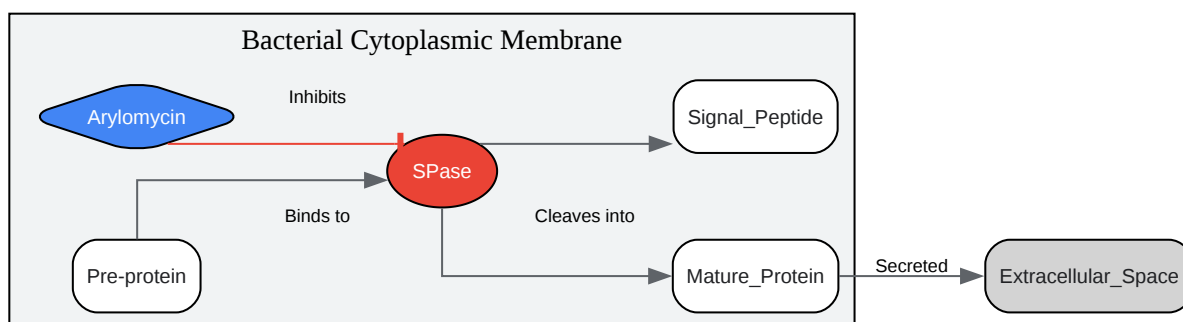 Bacterial Cytoplasmic Membrane
Inhibits
Arylomycin
Signal_Peptide
SPase
Binds to
Cleaves into
Pre-protein
Mature_Protein
Secreted
Extracellular_Space